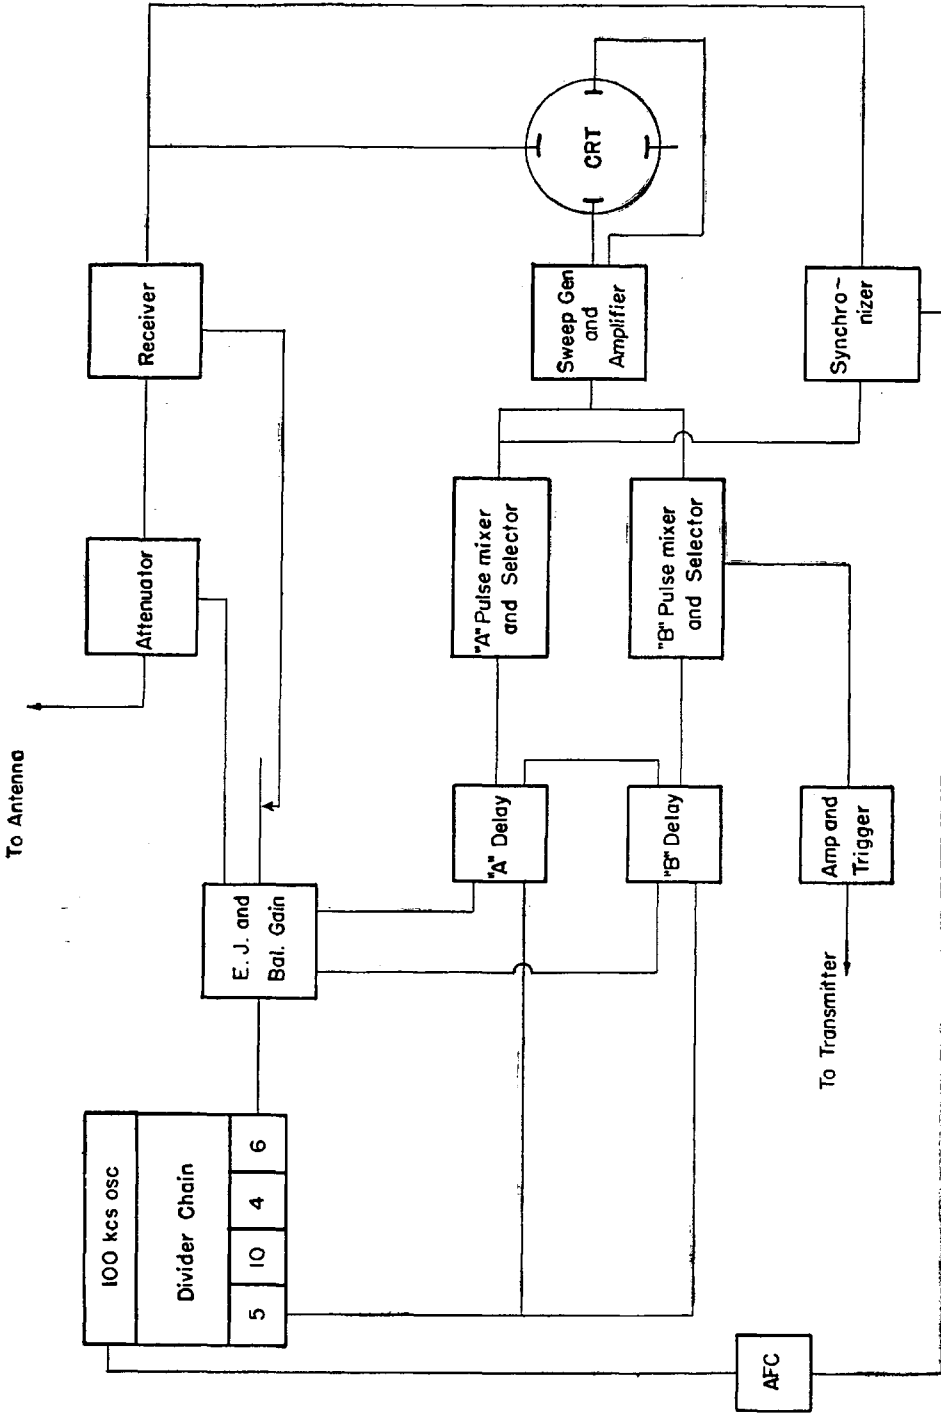 To Antenna
Attenuator
Receiver
100 kcs osc
Divider Chain
5 10 4 6
E. J. and
Bal. Gain
"A" Delay
"A" Pulse mixer
and Selector
Sweep Gen
and
Amplifier
CRT
"B" Delay
"B" Pulse mixer
and Selector
AFC
To Transmitter
Amp and
Trigger
Synchro~
nizer